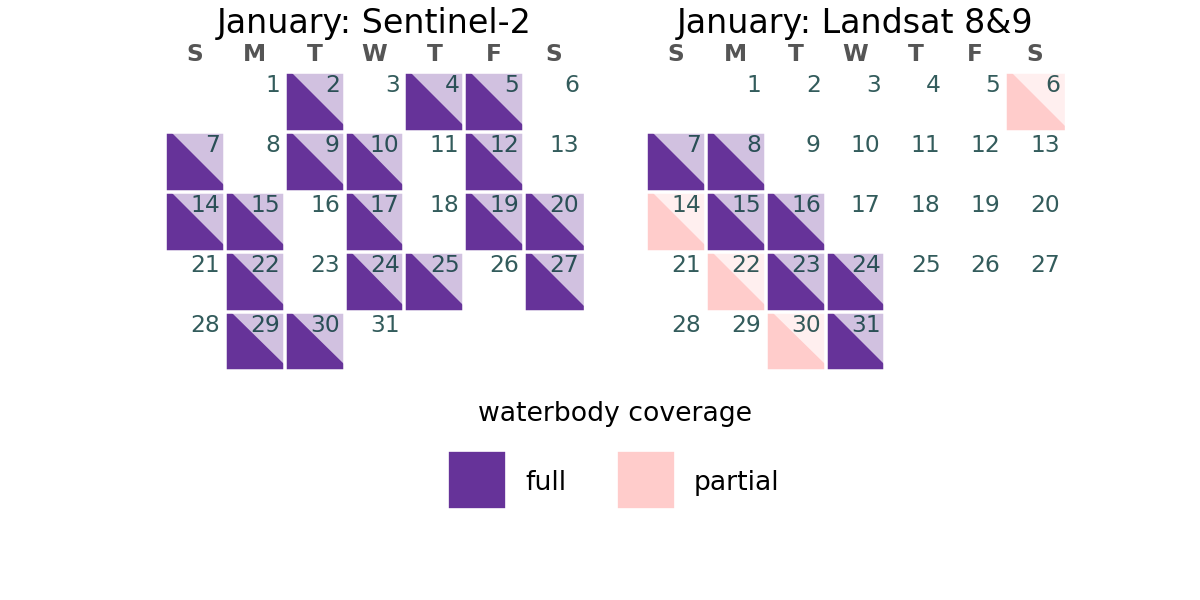 January: Sentinel-2
S M T W T F S
1 2 3 4 5 6
7 8 9 10 11 12 13
14 15 16 17 18 19 20
21 22 23 24 25 26 27
28 29 30 31
January: Landsat 8&9
S M T W T F S
1 2 3 4 5 6
7 8 9 10 11 12 13
14 15 16 17 18 19 20
21 22 23 24 25 26 27
28 29 30 31
waterbody coverage
full partial